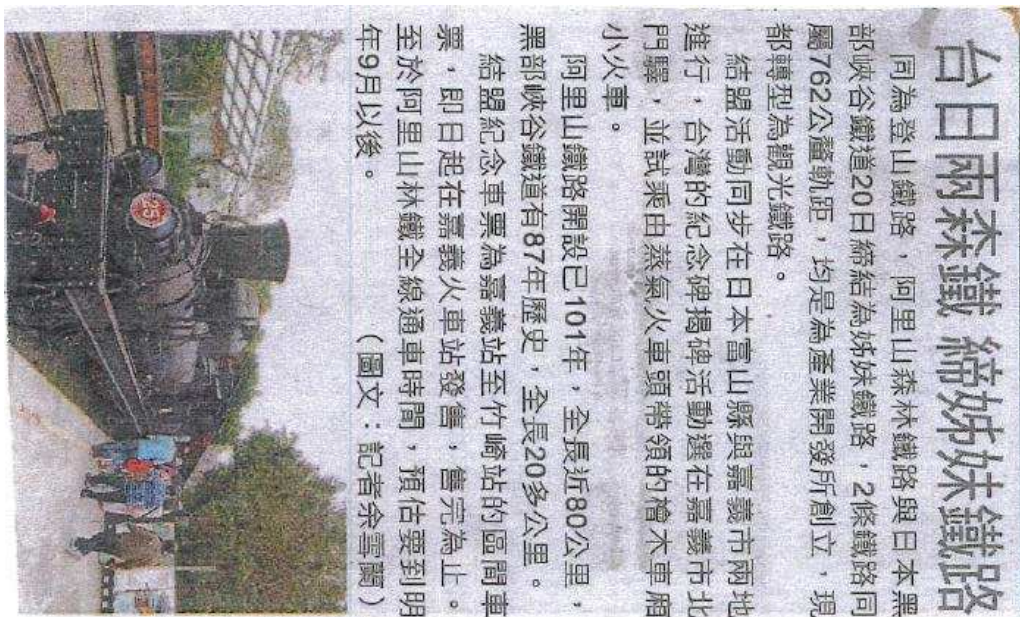 台日兩森鐵 締姊妹鐵路
同為登山鐵路，阿里山森林鐵路與日本黑
部峽谷鐵道20日締結為姊妹鐵路，2條鐵路同
屬762公釐軌距，均是為產業開發所創立，現
都轉型為觀光鐵路。
結盟活動同步在日本富山縣與嘉義市兩地
進行，台灣的紀念碑揭碑活動選在嘉義市北
門驛，並試乘由蒸氣火車頭帶領的檜木車廂
小火車。
阿里山鐵路開設已101年，全長近80公里，
黑部峽谷鐵道有87年歷史，全長20多公里。
結盟紀念車票為嘉義站至竹崎站的區間車
票，即日起在嘉義火車站發售，售完為止。
至於阿里山林鐵全線通車時間，預估要到明
年9月以後。　（圖文：記者余雪蘭）
25